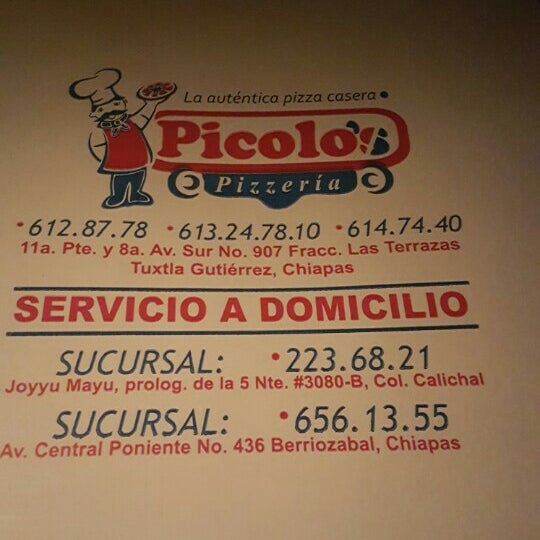 La auténtica pizza casera
Picolo's
Pizzería
•612.87.78 •613.24.78.10 •614.74.40
11a. Pte. y 8a. Av. Sur No. 907 Fracc. Las Terrazas
Tuxtla Gutiérrez, Chiapas
SERVICIO A DOMICILIO
SUCURSAL: •223.68.21
Joyyu Mayu, prolog. de la 5 Nte. #3080-B, Col. Calichal
SUCURSAL: •656.13.55
Av. Central Poniente No. 436 Berriozabal, Chiapas